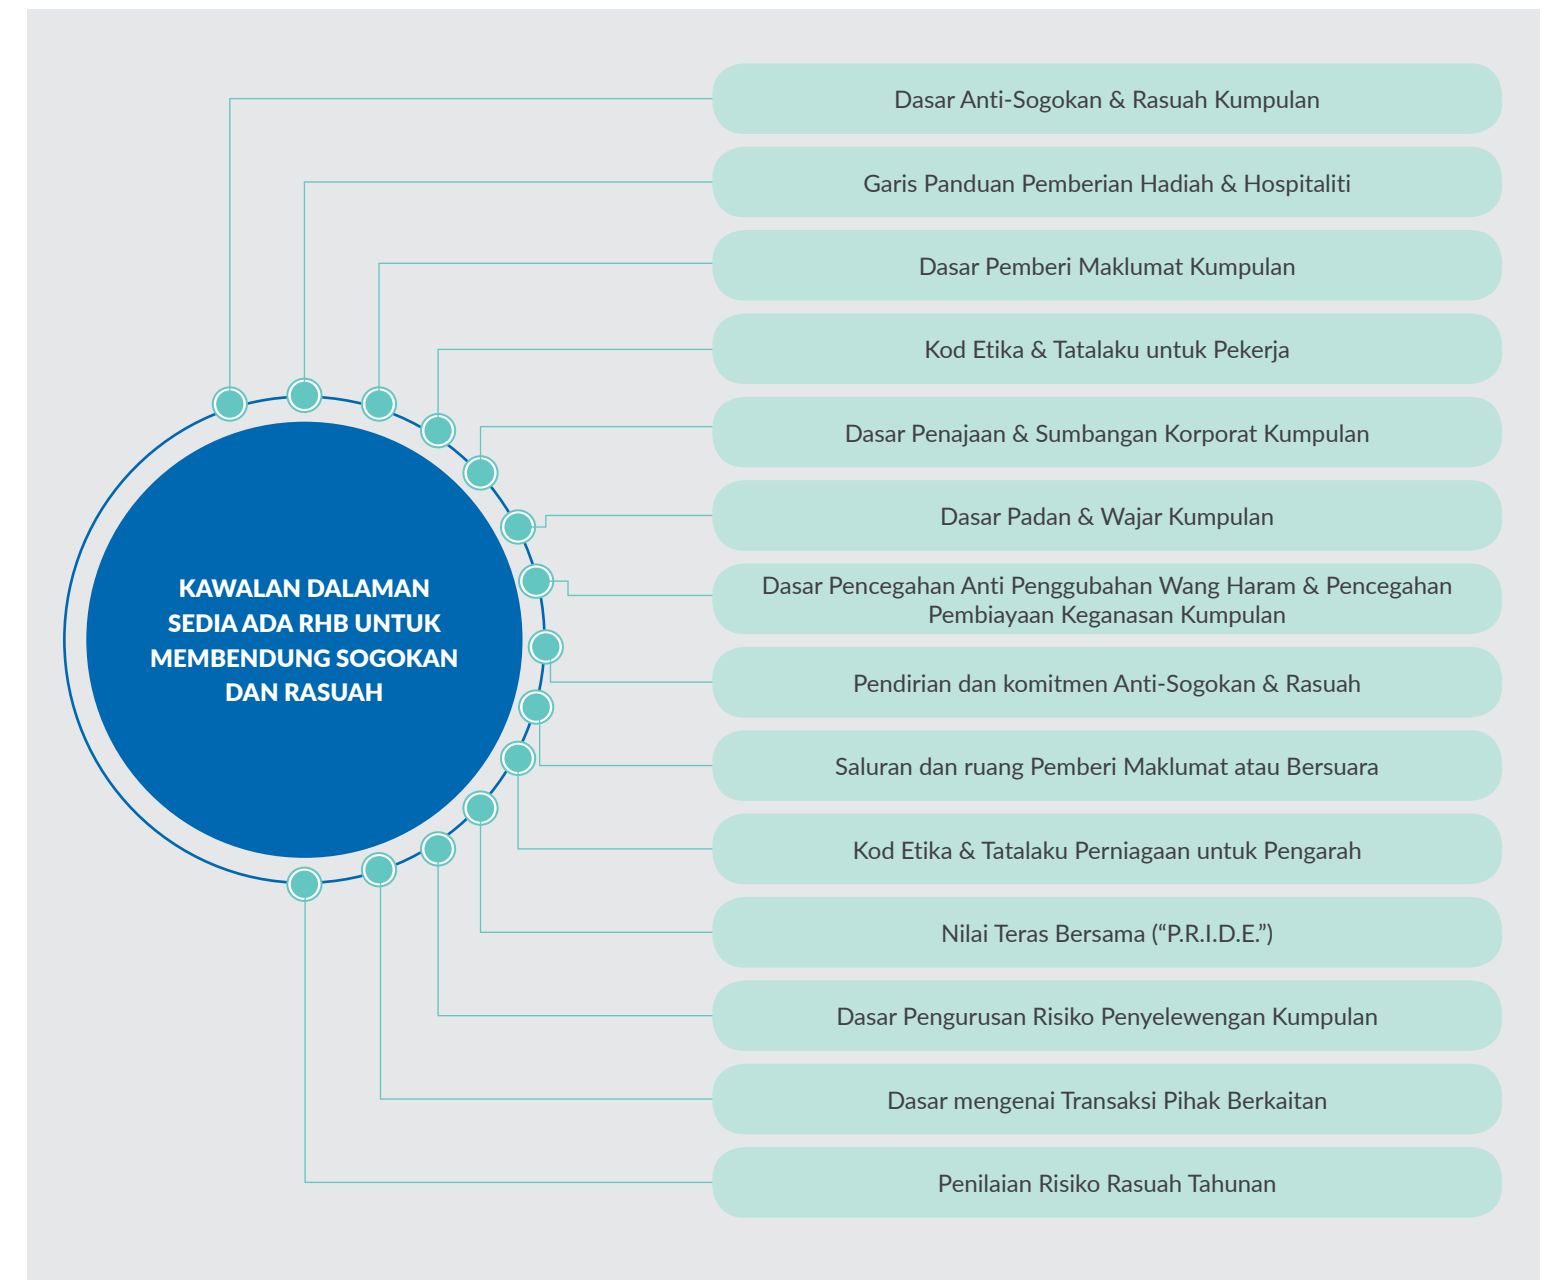 Dasar Anti-Sogokan & Rasuah Kumpulan
Garis Panduan Pemberian Hadiah & Hospitaliti
Dasar Pemberi Maklumat Kumpulan
Kod Etika & Tatalaku untuk Pekerja
Dasar Penajaan & Sumbangan Korporat Kumpulan
Dasar Padan & Wajar Kumpulan
Dasar Pencegahan Anti Penggubahan Wang Haram & Pencegahan
Pembiayaan Keganasan Kumpulan
Pendirian dan komitmen Anti-Sogokan & Rasuah
Saluran dan ruang Pemberi Maklumat atau Bersuara
Kod Etika & Tatalaku Perniagaan untuk Pengarah
Nilai Teras Bersama (“P.R.I.D.E.”)
Dasar Pengurusan Risiko Penyelewengan Kumpulan
Dasar mengenai Transaksi Pihak Berkaitan
Penilaian Risiko Rasuah Tahunan
KAWALAN DALAMAN
SEDIA ADA RHB UNTUK
MEMBENDUNG SOGOKAN
DAN RASUAH